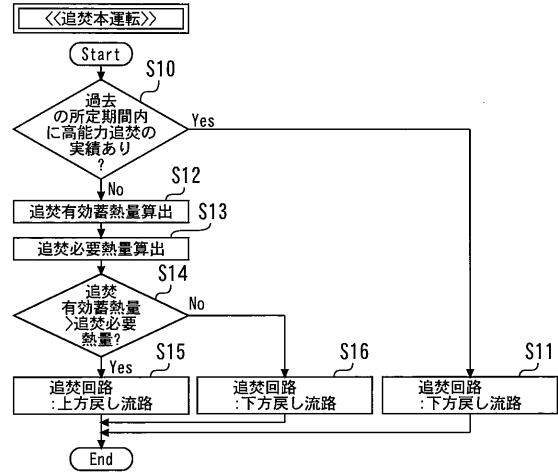 <<追焚本運転>>
Start
S10
過去
の所定期間内
に高能力追焚の
実績あり
?
Yes
No
S12
追焚有効蓄熱量算出
S13
追焚必要熱量算出
S14
追焚
有効蓄熱量
>追焚必要
熱量?
No
Yes
S15
追焚回路
:上方戻し流路
S16
追焚回路
:下方戻し流路
S11
追焚回路
:下方戻し流路
End